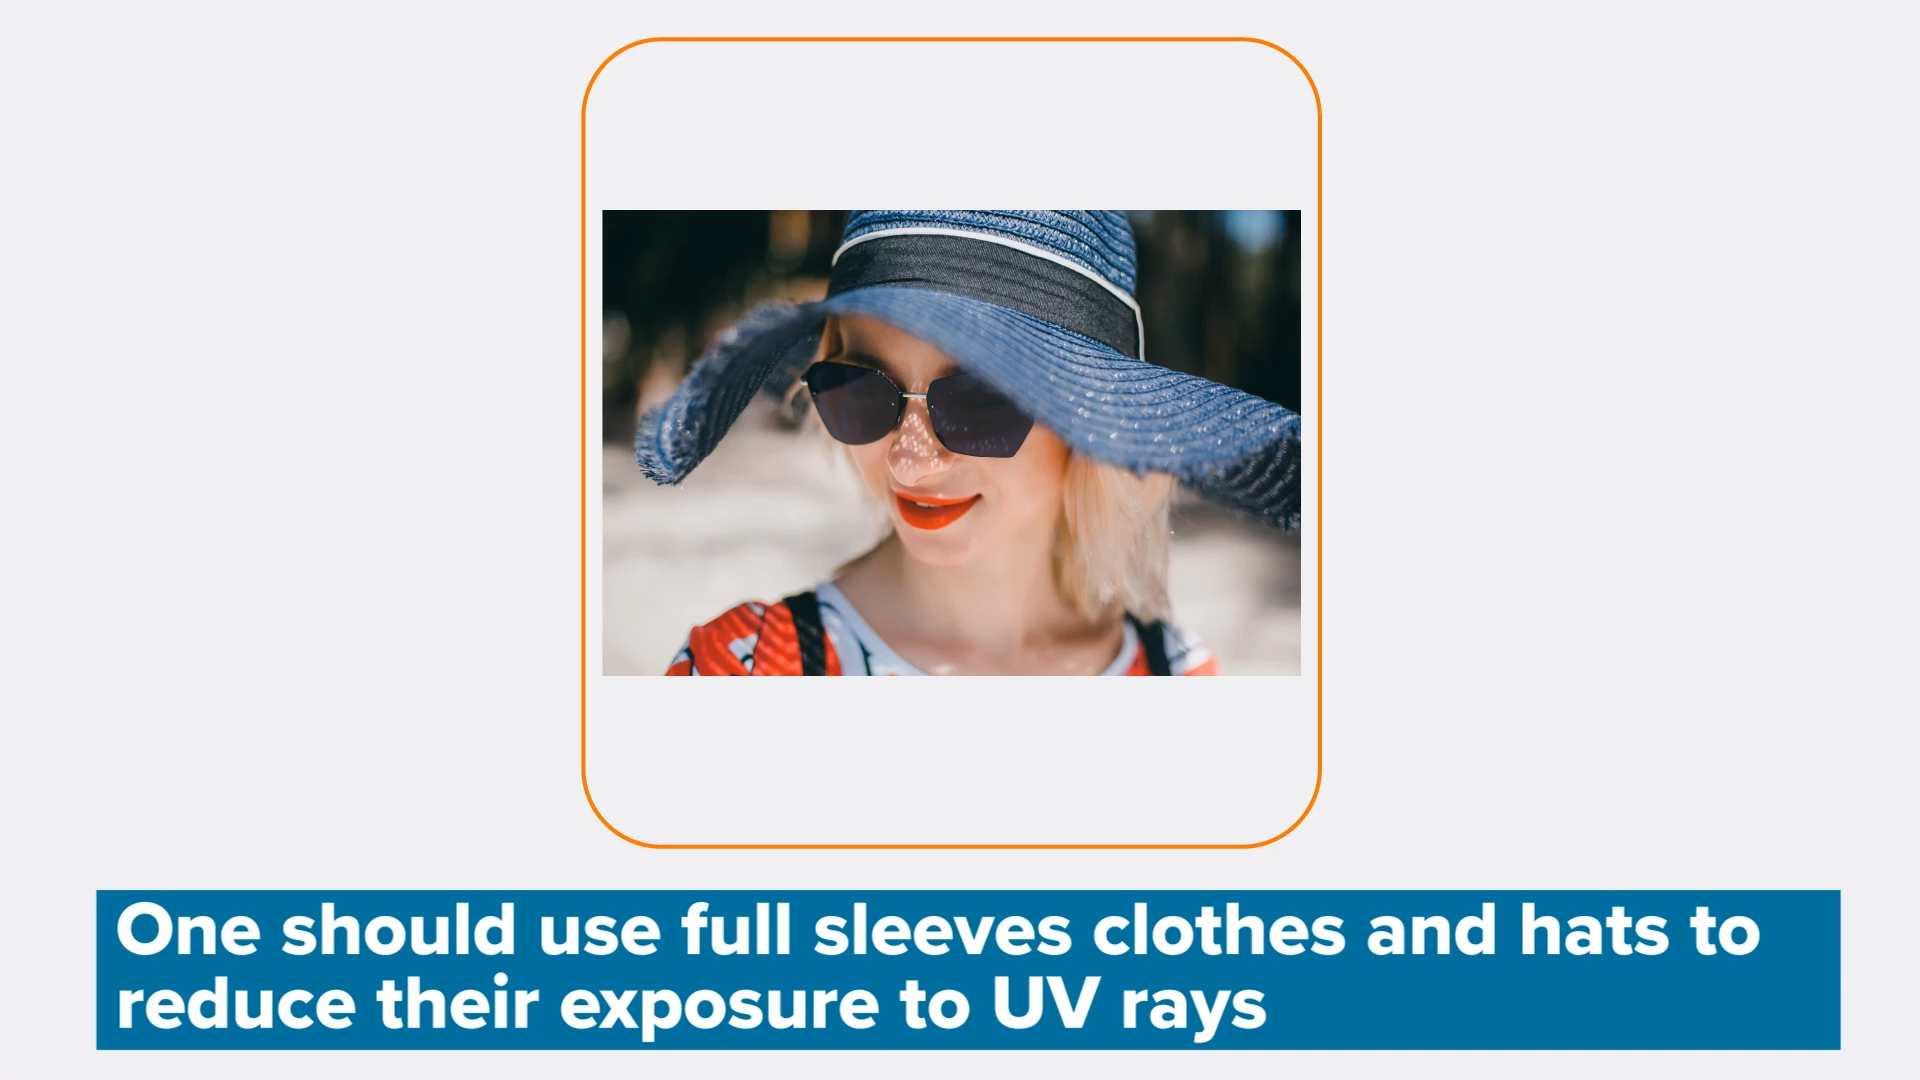 One should use full sleeves clothes and hats to
reduce their exposure to UV rays